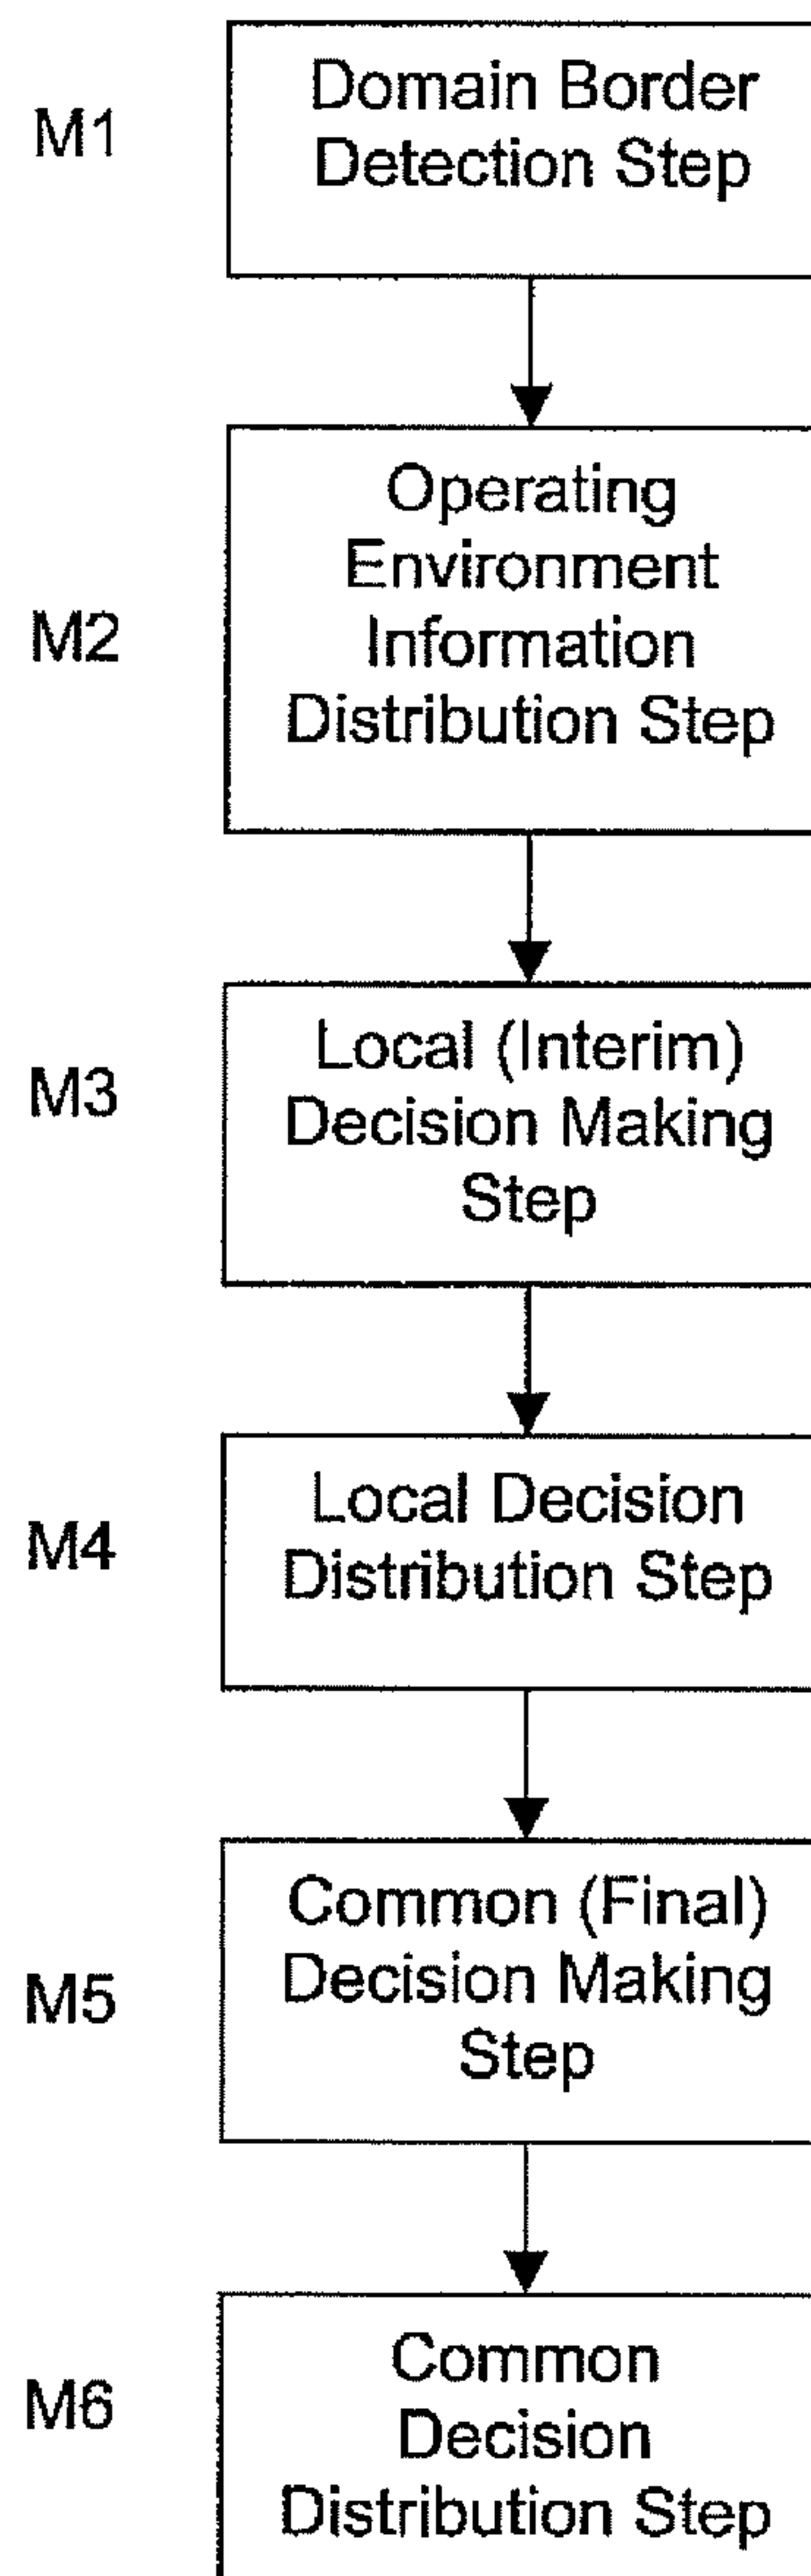 M1
Domain Border
Detection Step
M2
Operating
Environment
Information
Distribution Step
M3
Local (Interim)
Decision Making
Step
M4
Local Decision
Distribution Step
M5
Common (Final)
Decision Making
Step
M6
Common
Decision
Distribution Step